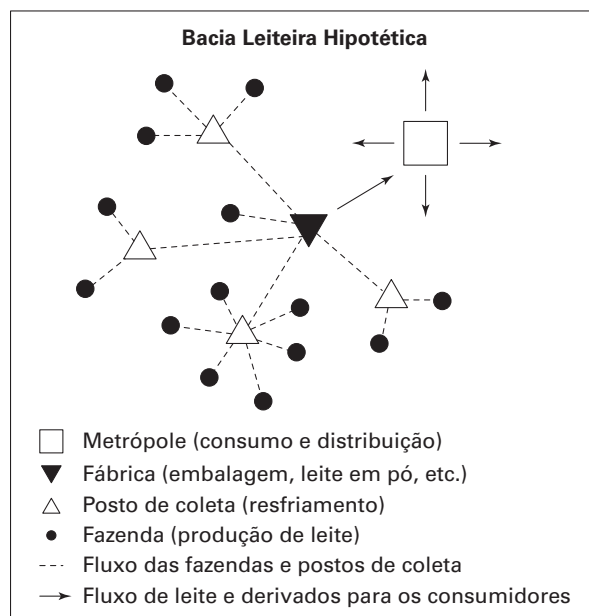 Bacia Leiteira Hipotética
Metrópole (consumo e distribuição)
Fábrica (embalagem, leite em pó, etc.)
Posto de coleta (resfriamento)
Fazenda (produção de leite)
Fluxo das fazendas e postos de coleta
Fluxo de leite e derivados para os consumidores